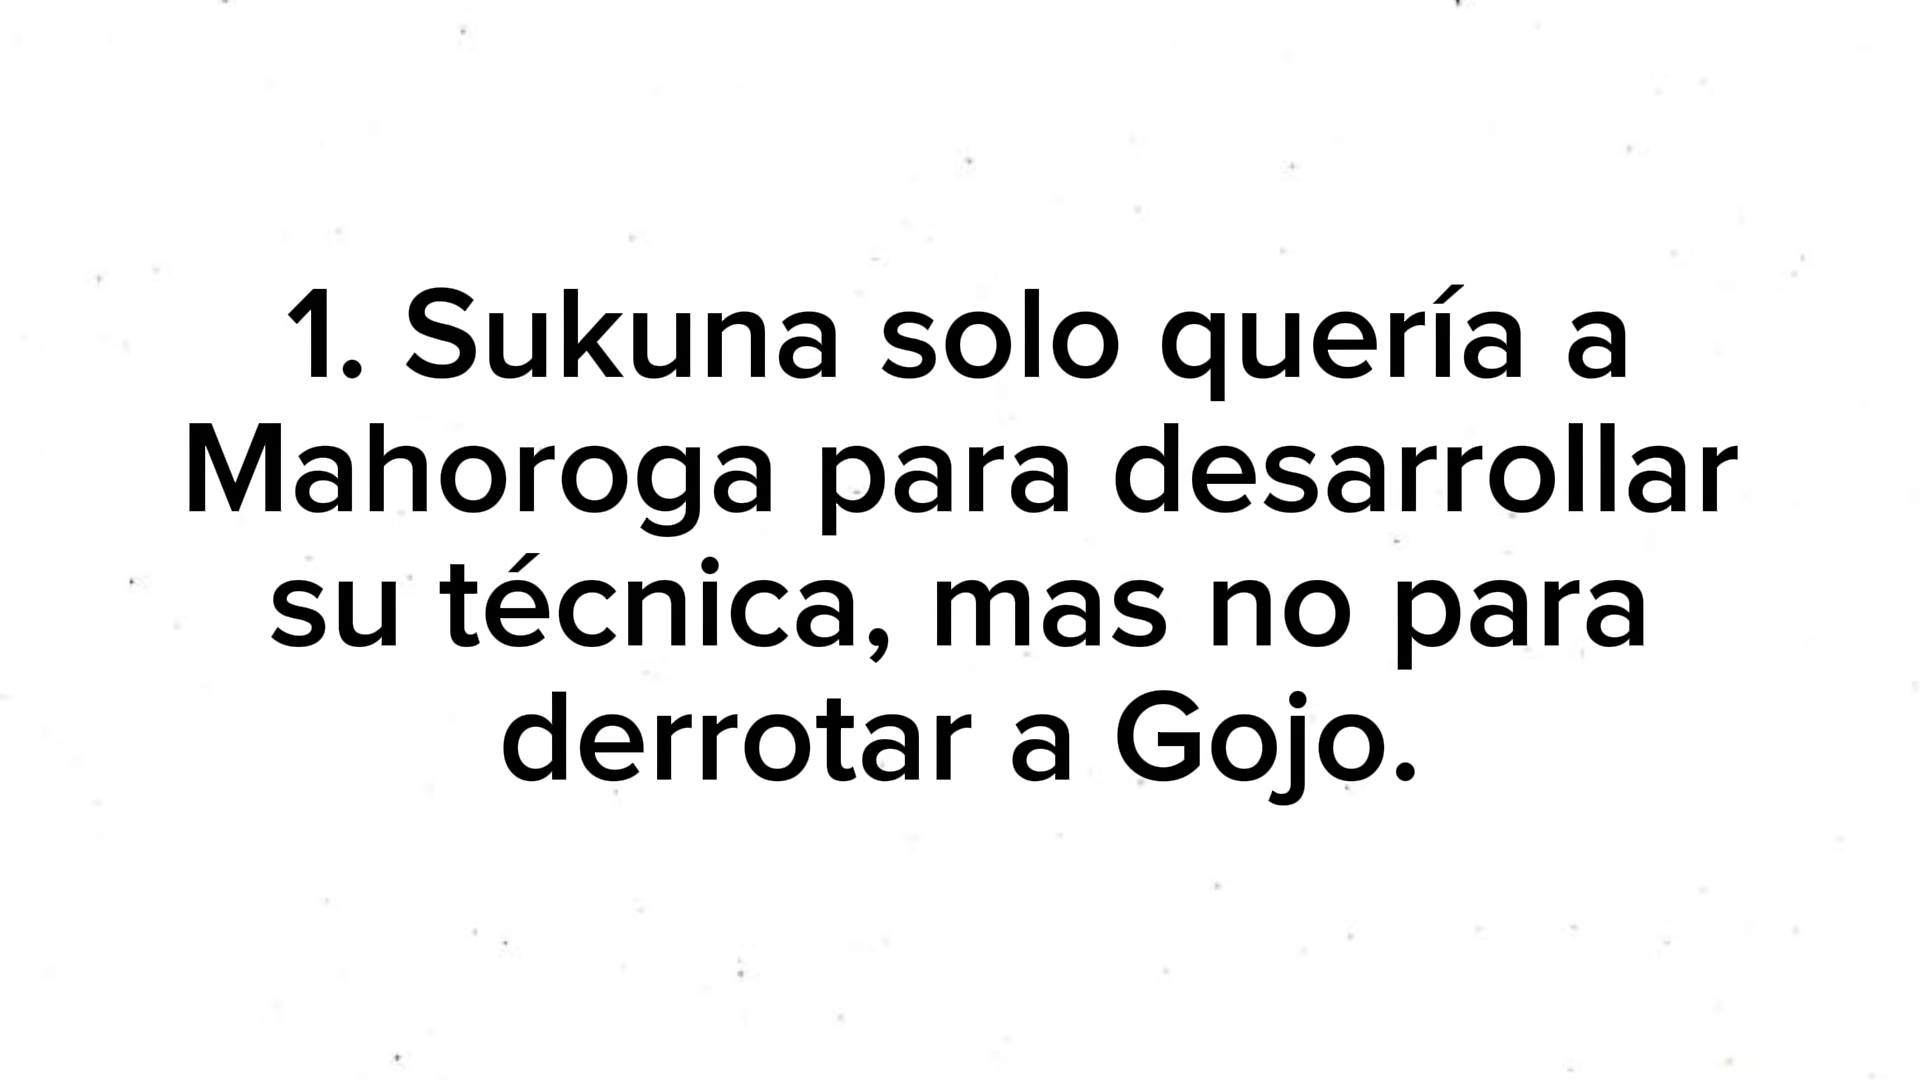 1. Sukuna solo quería a
Mahoroga para desarrollar
su técnica, mas no para
derrotar a Gojo.